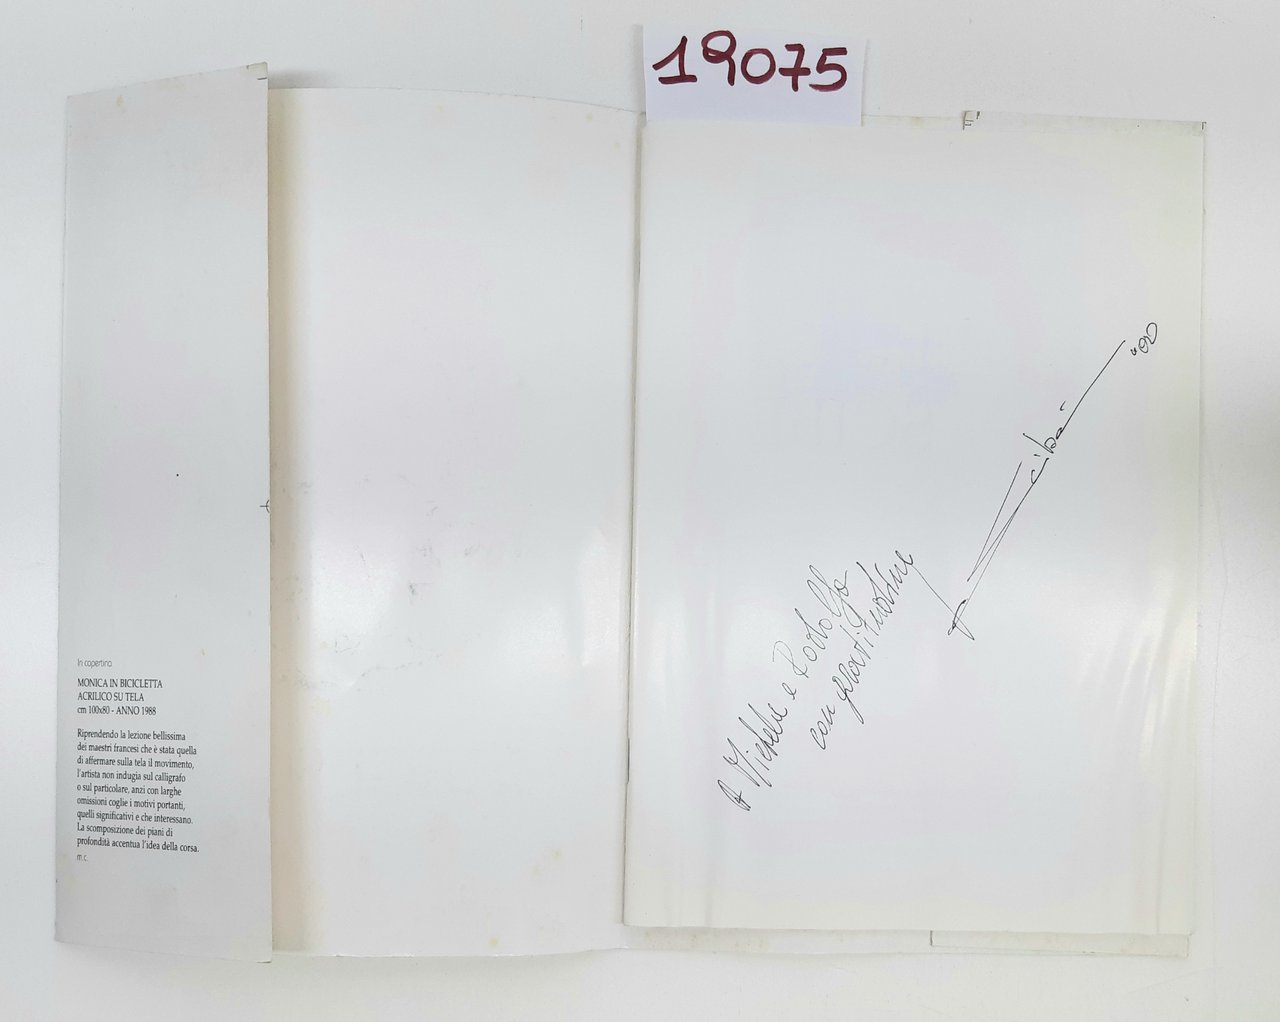 19075
In copertina
MONICA IN BICICLETTA
ACRILICO SU TELA
cm 100x80 - ANNO 1988
Riprendendo la lezione bellissima
dei maestri francesi che è stata quella
di affermare sulla tela il movimento,
l'artista non indugia sul calligrafo
o sul particolare, anzi con larghe
omissioni coglie i motivi portanti,
quelli significativi e che interessano.
La scomposizione dei piani di
profondità accentua l'idea della corsa.
m.c.
A Michele e Rodolfo
con gratitudine